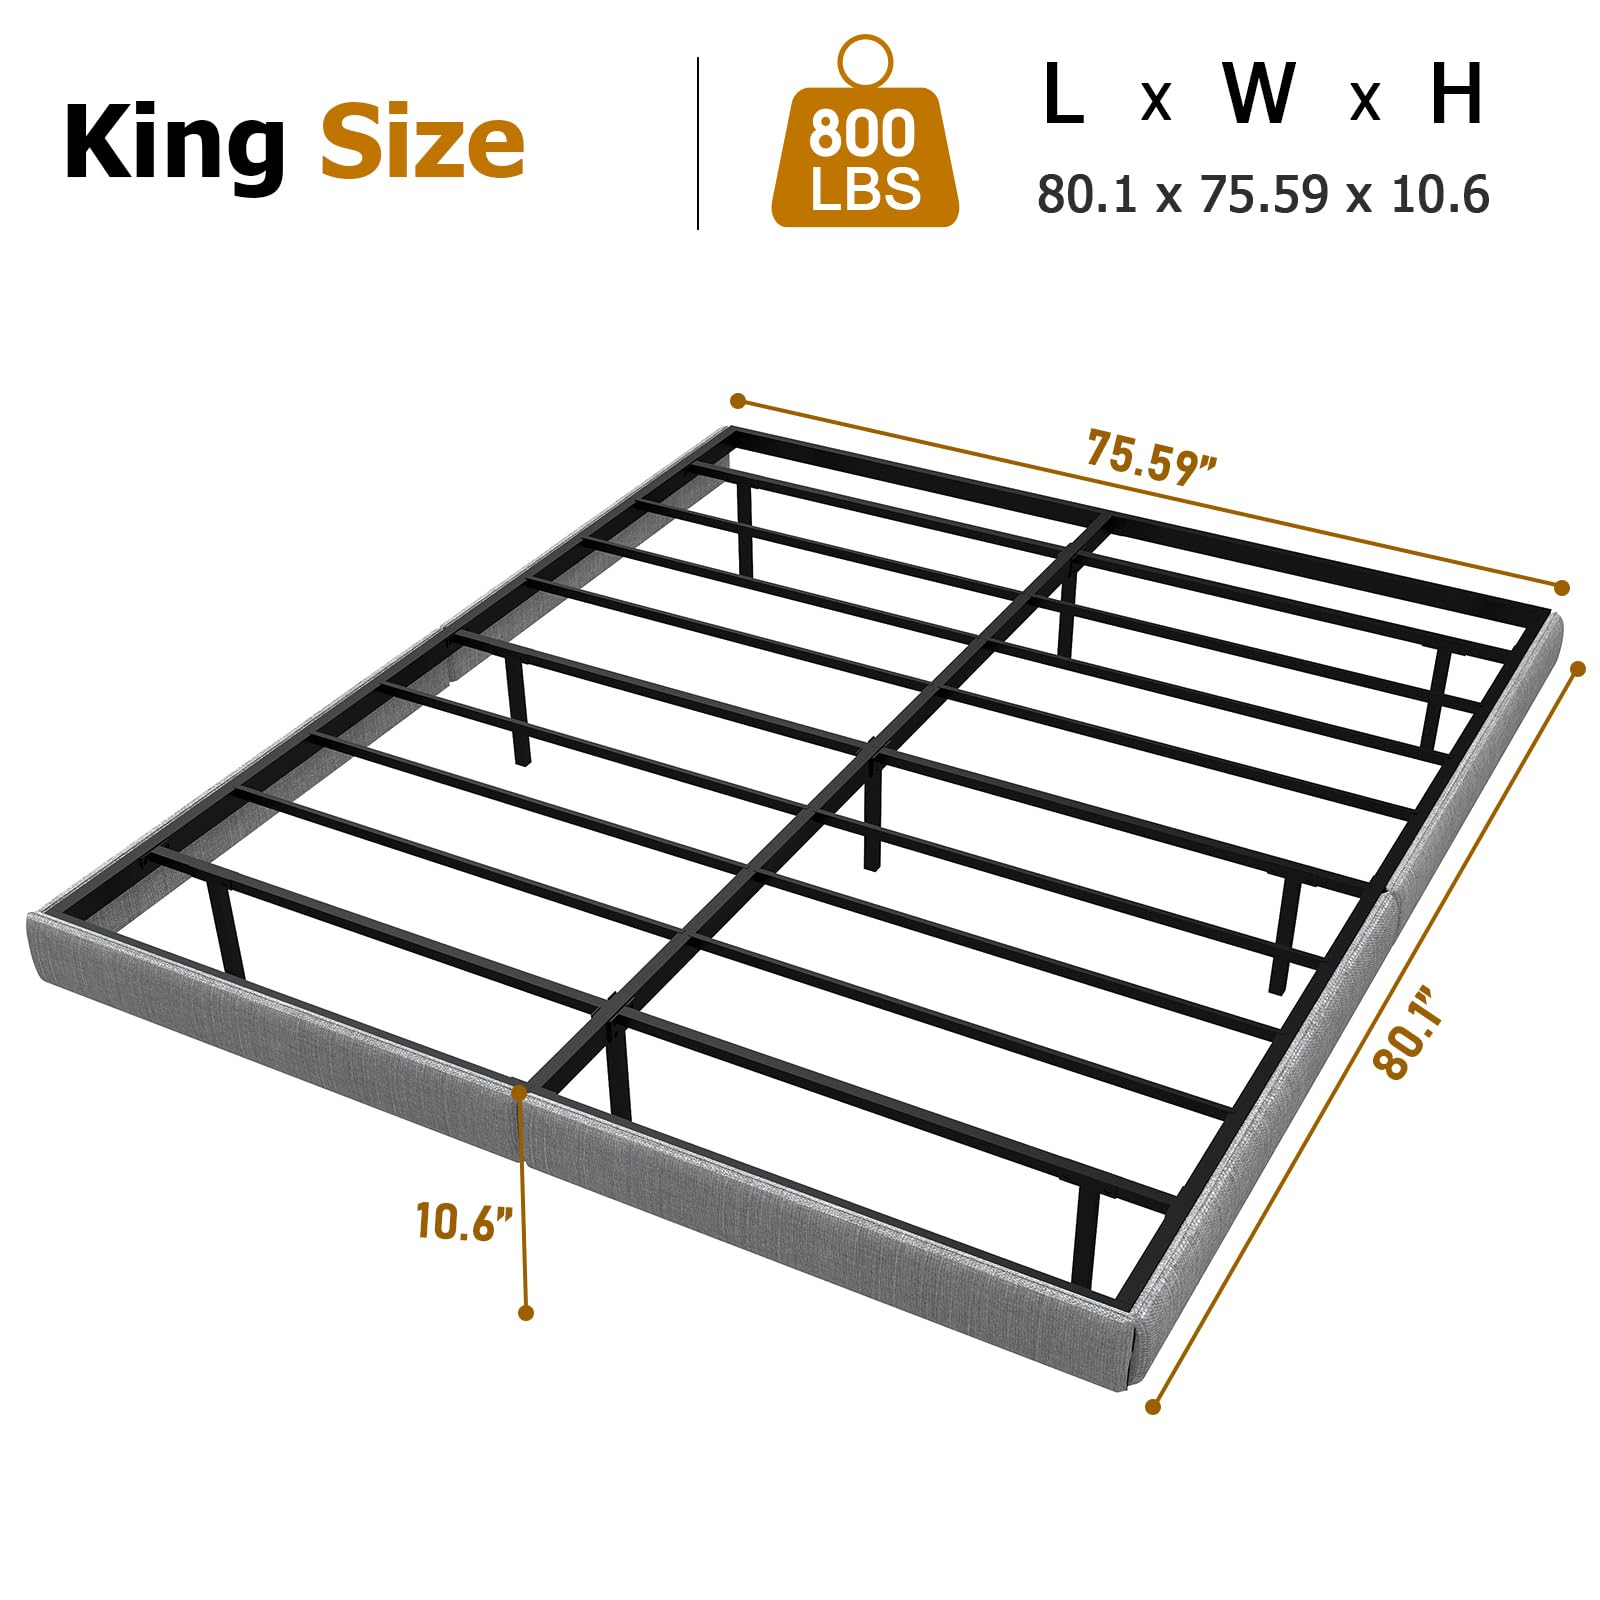 King Size
800
LBS
L x W x H
80.1 x 75.59 x 10.6
75.59”
80.1”
10.6”